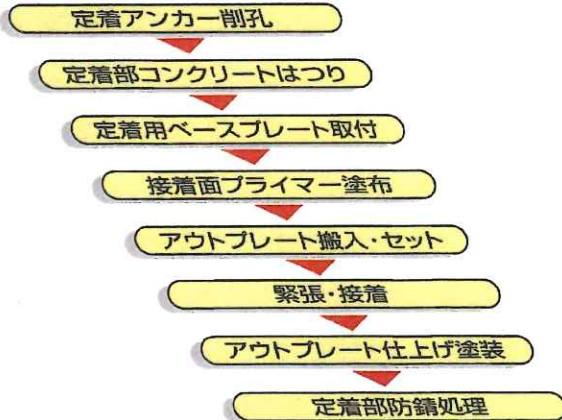 定着アンカー削孔
定着部コンクリートはつり
定着用ベースプレート取付
接着面プライマー塗布
アウトプレート搬入・セット
緊張・接着
アウトプレート仕上げ塗装
定着部防錆処理